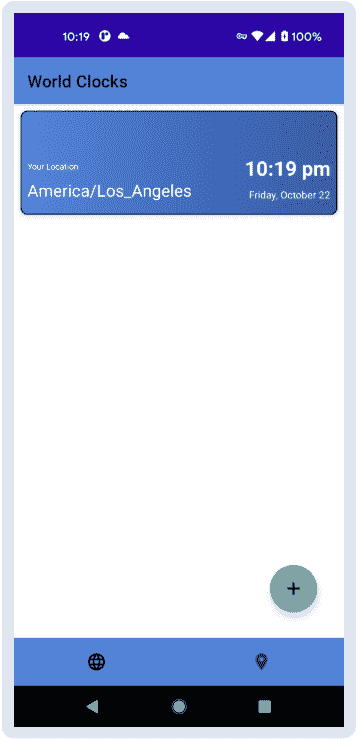 10:19 100%
World Clocks
Your Location
10:19 pm
America/Los_Angeles
Friday, October 22